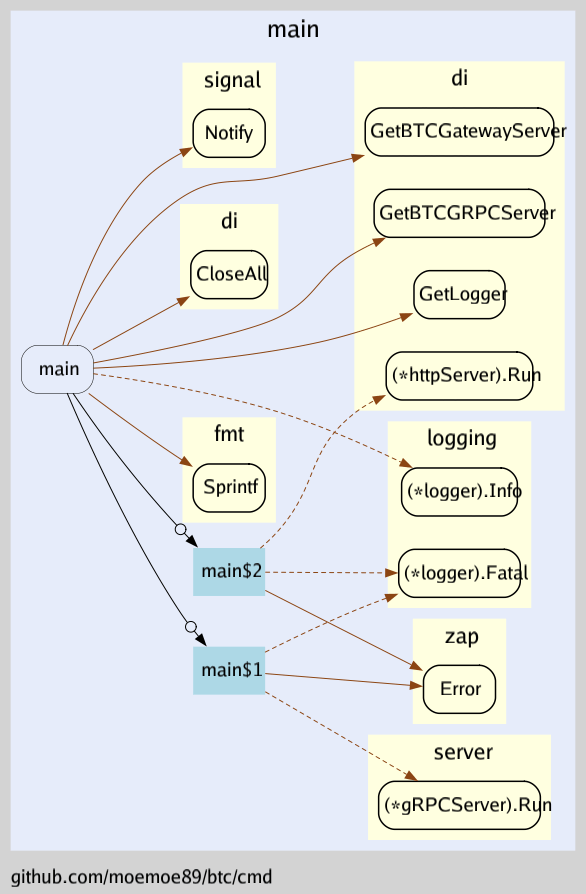 main
signal
Notify
di
GetBTCGatewayServer
GetBTCGRPCServer
GetLogger
(*httpServer).Run
di
CloseAll
main
fmt
Sprintf
logging
(*logger).Info
(*logger).Fatal
main$2
main$1
zap
Error
server
(*gRPCServer).Run
github.com/moemoe89/btc/cmd